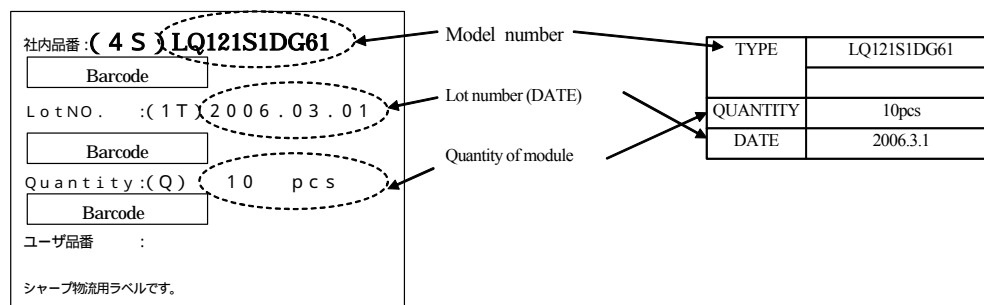 社内品番:(4S)LQ121S1DG61
Barcode
LotNO. :(1T)2006.03.01
Barcode
Quantity:(Q) 10 pcs
Barcode
ユーザ品番 :
シャープ物流用ラベルです。
Model number
Lot number (DATE)
Quantity of module
TYPE LQ121S1DG61
QUANTITY 10pcs
DATE 2006.3.1